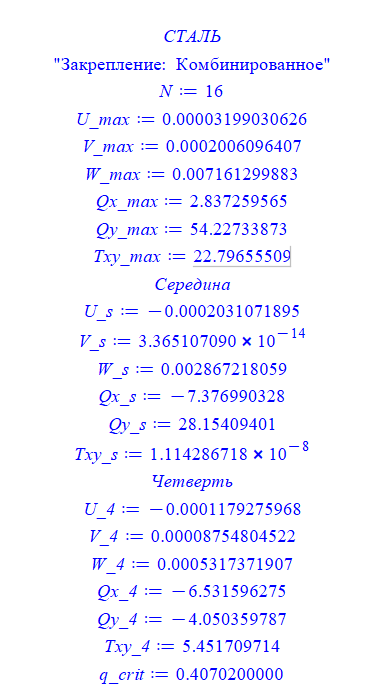 СТАЛЬ
"Закрепление: Комбинированное"
N := 16
U_max := 0.00003199030626
V_max := 0.0002006096407
W_max := 0.007161299883
Qx_max := 2.837259565
Qy_max := 54.22733873
Txy_max := 22.79655509
Середина
U_s := −0.0002031071895
V_s := 3.365107090 × 10^−14
W_s := 0.002867218059
Qx_s := −7.376990328
Qy_s := 28.15409401
Txy_s := 1.114286718 × 10^−8
Четверть
U_4 := −0.0001179275968
V_4 := 0.00008754804522
W_4 := 0.0005317371907
Qx_4 := −6.531596275
Qy_4 := −4.050359787
Txy_4 := 5.451709714
q_crit := 0.4070200000